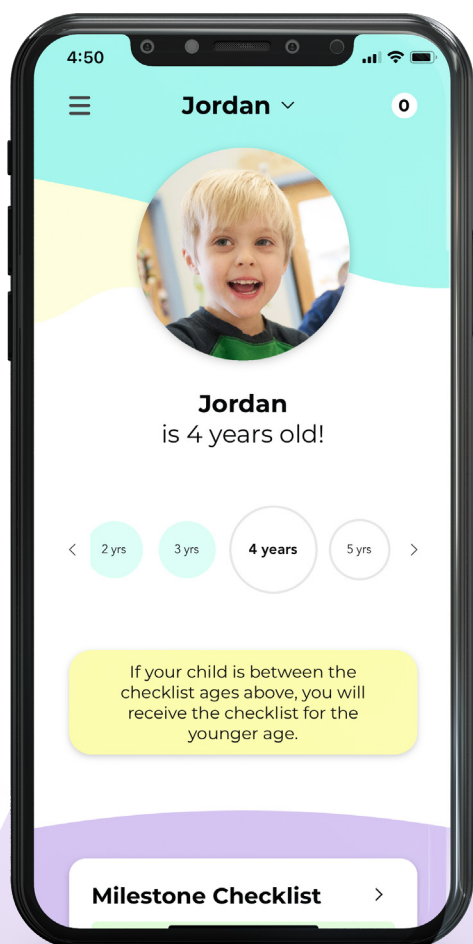 4:50
Jordan
0
Jordan
is 4 years old!
2 yrs 3 yrs 4 years 5 yrs
If your child is between the
checklist ages above, you will
receive the checklist for the
younger age.
Milestone Checklist